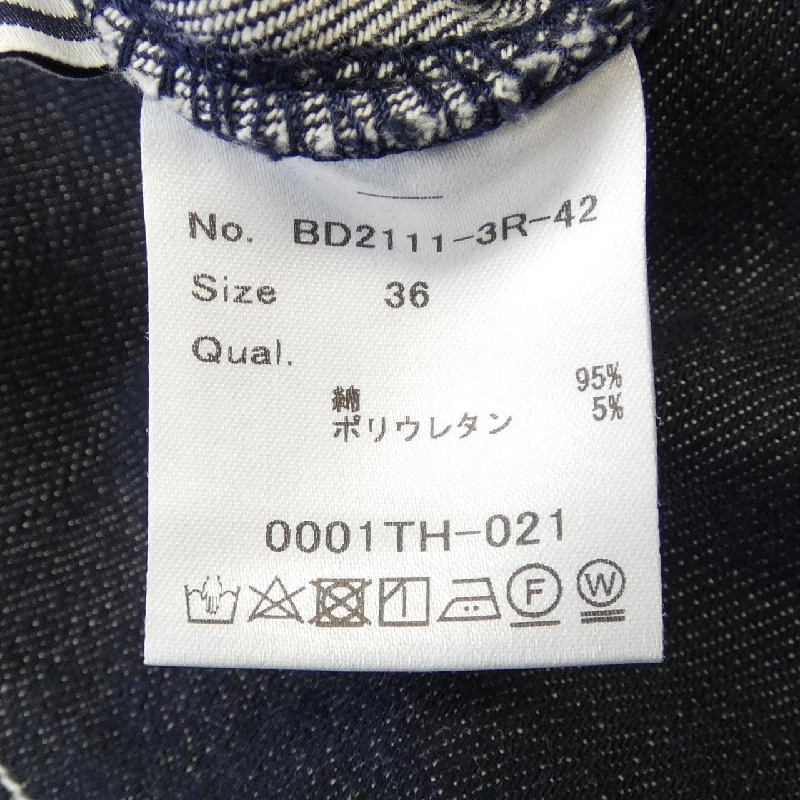 No. BD2111-3R-42
Size 36
Qual.
綿 95%
ポリウレタン 5%
0001TH-021
F W